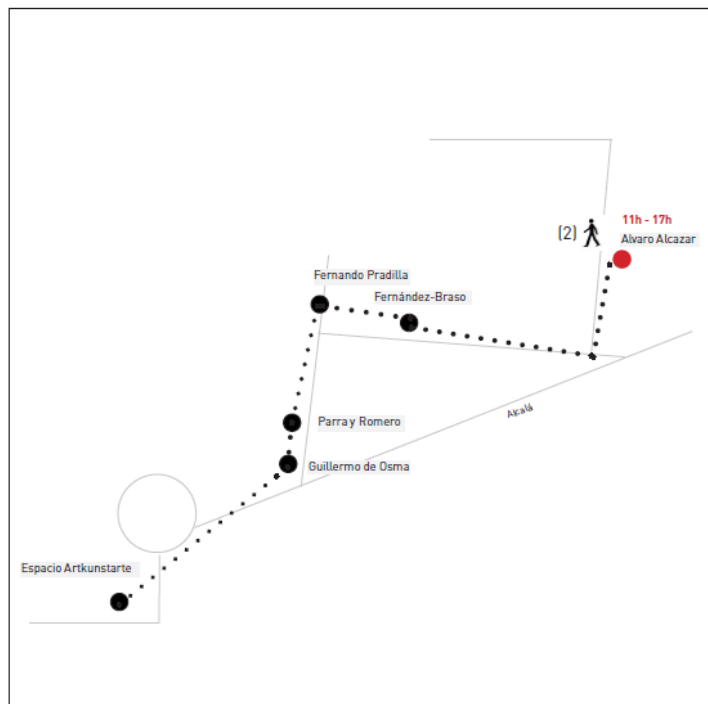 11h - 17h
(2)
Alvaro Alcazar
Fernando Pradilla
Fernández-Braso
Alcalá
Parra y Romero
Guillermo de Osma
Espacio Artkunstarte